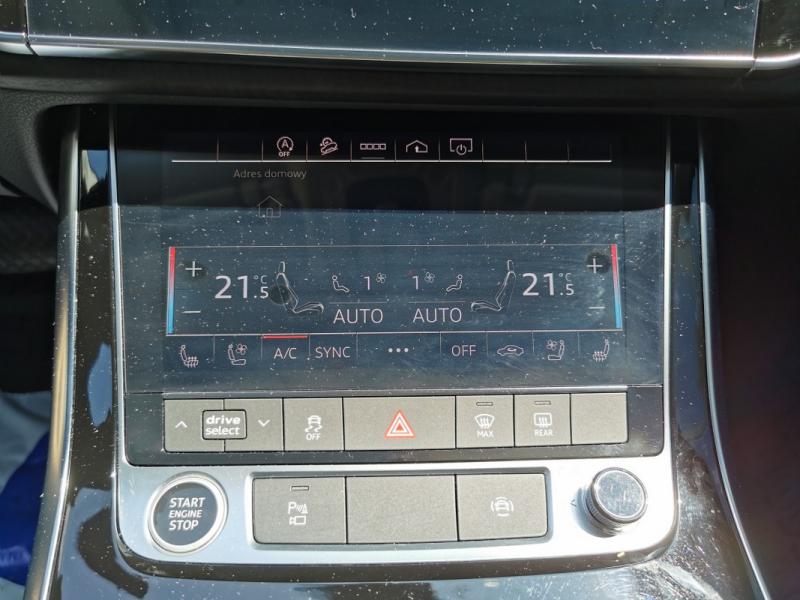 A
OFF
Adres domowy
+ 21.5 °C 1 1 21.5 °C +
− AUTO AUTO −
A/C SYNC ••• OFF
drive select
OFF
MAX
REAR
START ENGINE STOP
P